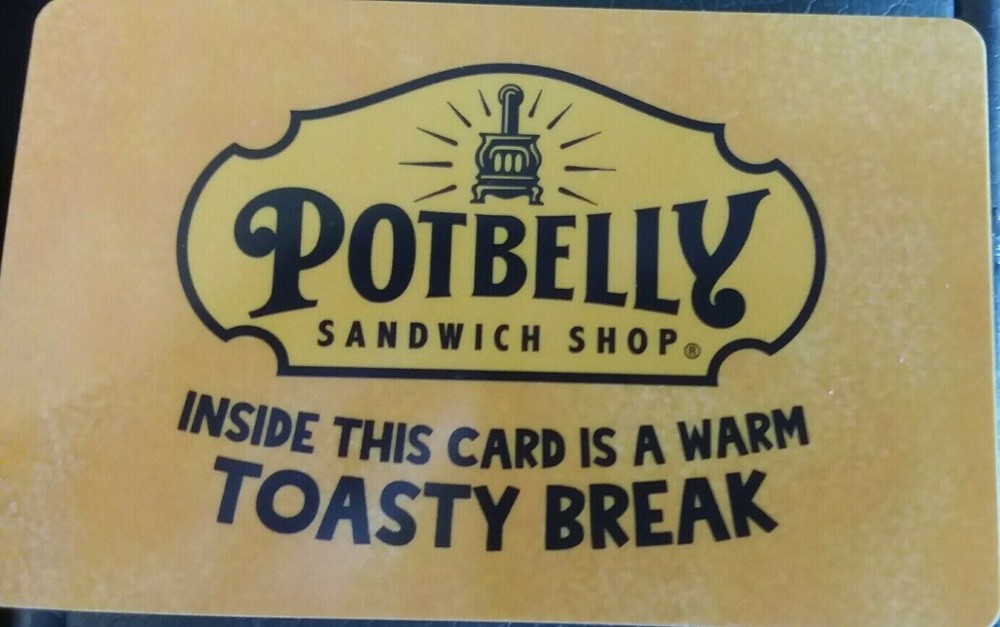 POTBELLY
SANDWICH SHOP®
INSIDE THIS CARD IS A WARM
TOASTY BREAK